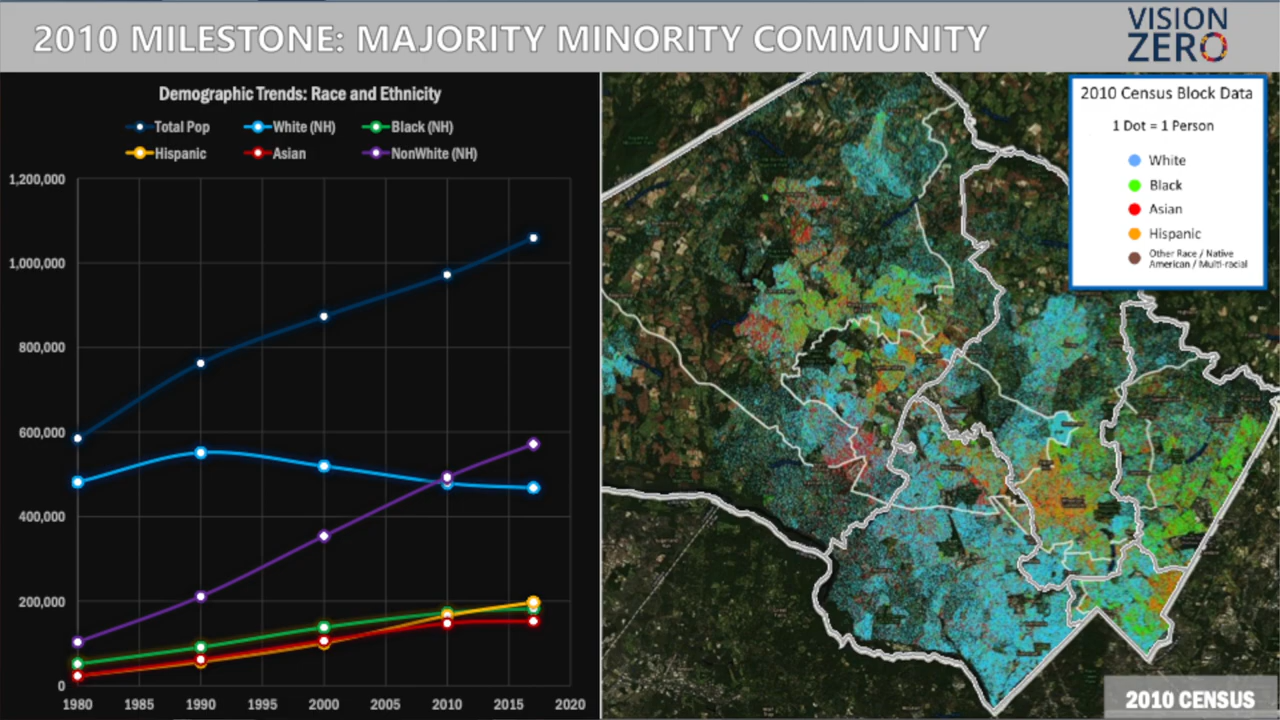 2010 MILESTONE: MAJORITY MINORITY COMMUNITY
VISION
ZERO
Demographic Trends: Race and Ethnicity
Total Pop White (NH) Black (NH)
Hispanic Asian NonWhite (NH)
1,200,000
1,000,000
800,000
600,000
400,000
200,000
0
1980 1985 1990 1995 2000 2005 2010 2015 2020
2010 Census Block Data
1 Dot = 1 Person
White
Black
Asian
Hispanic
Other Race / Native
American / Multi-racial
2010 CENSUS